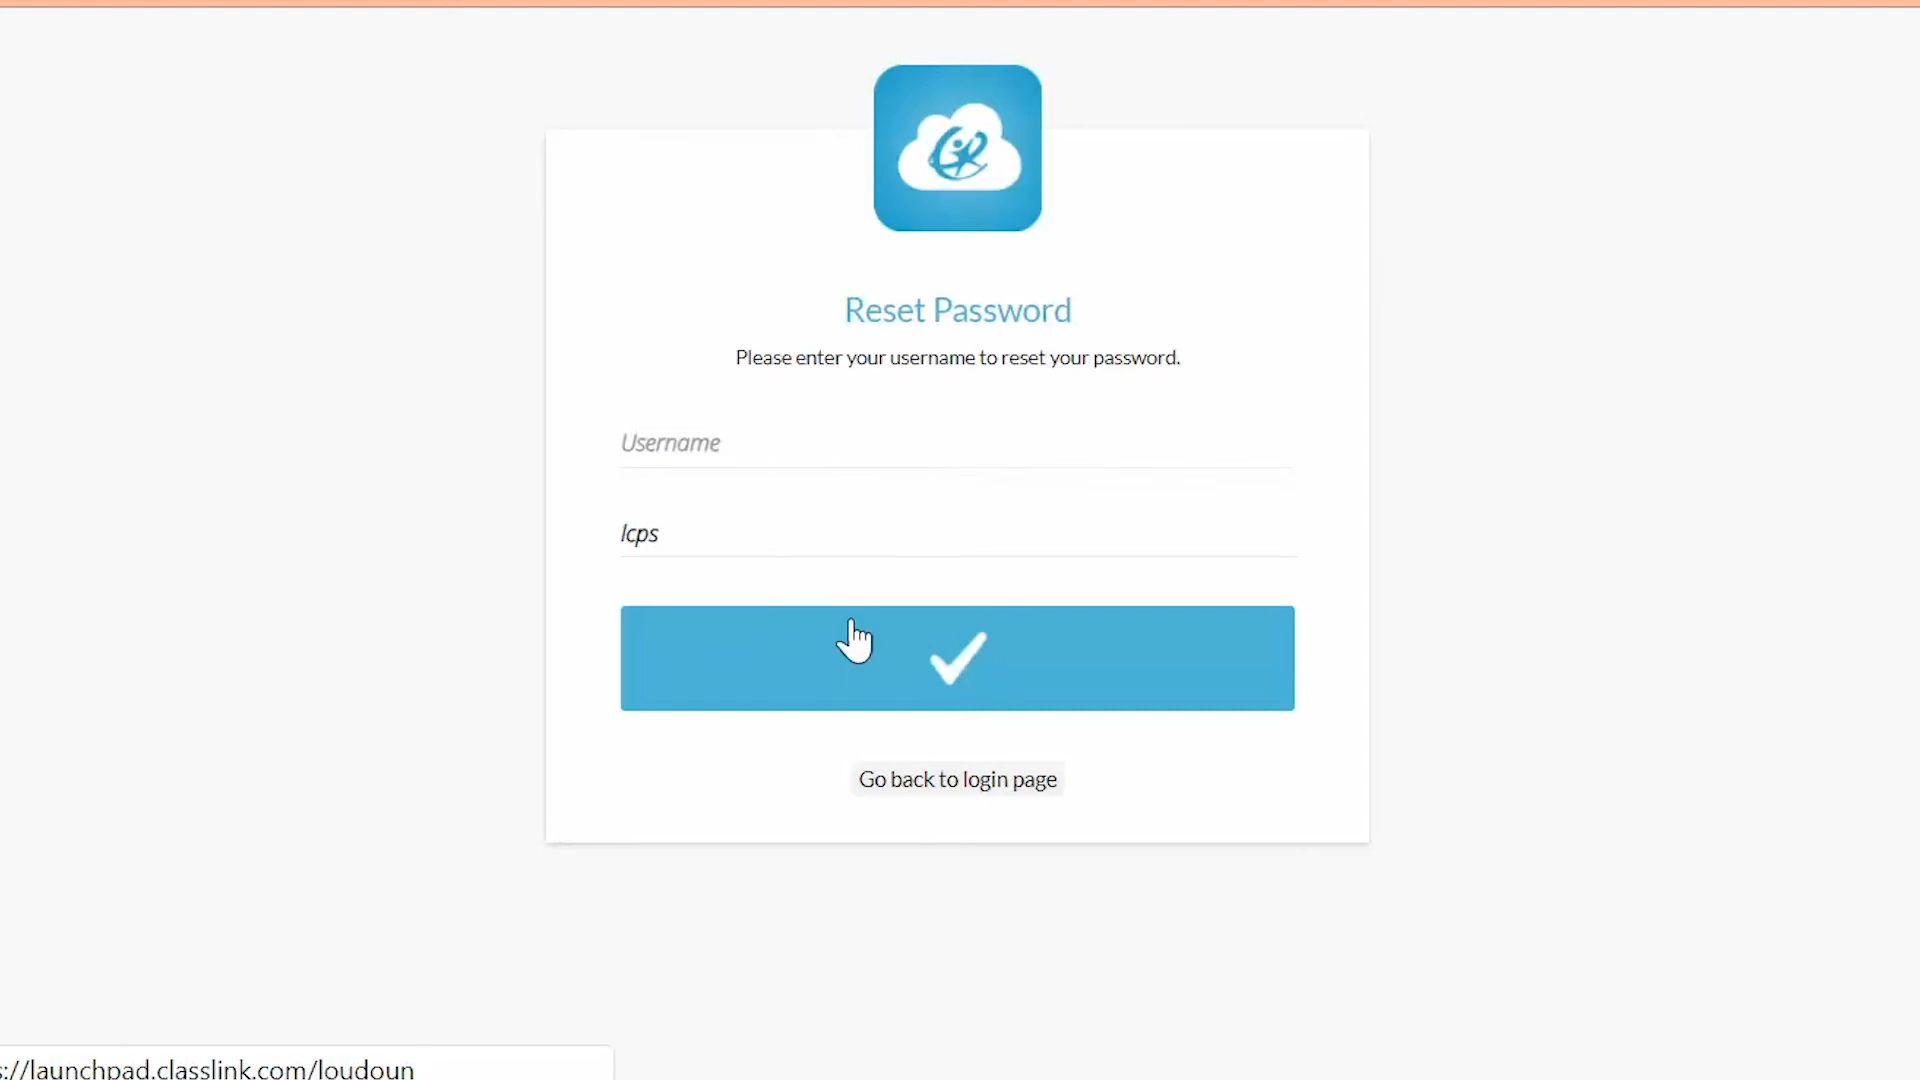 Reset Password
Please enter your username to reset your password.
Username
lcps
Go back to login page
s://launchpad.classlink.com/loudoun